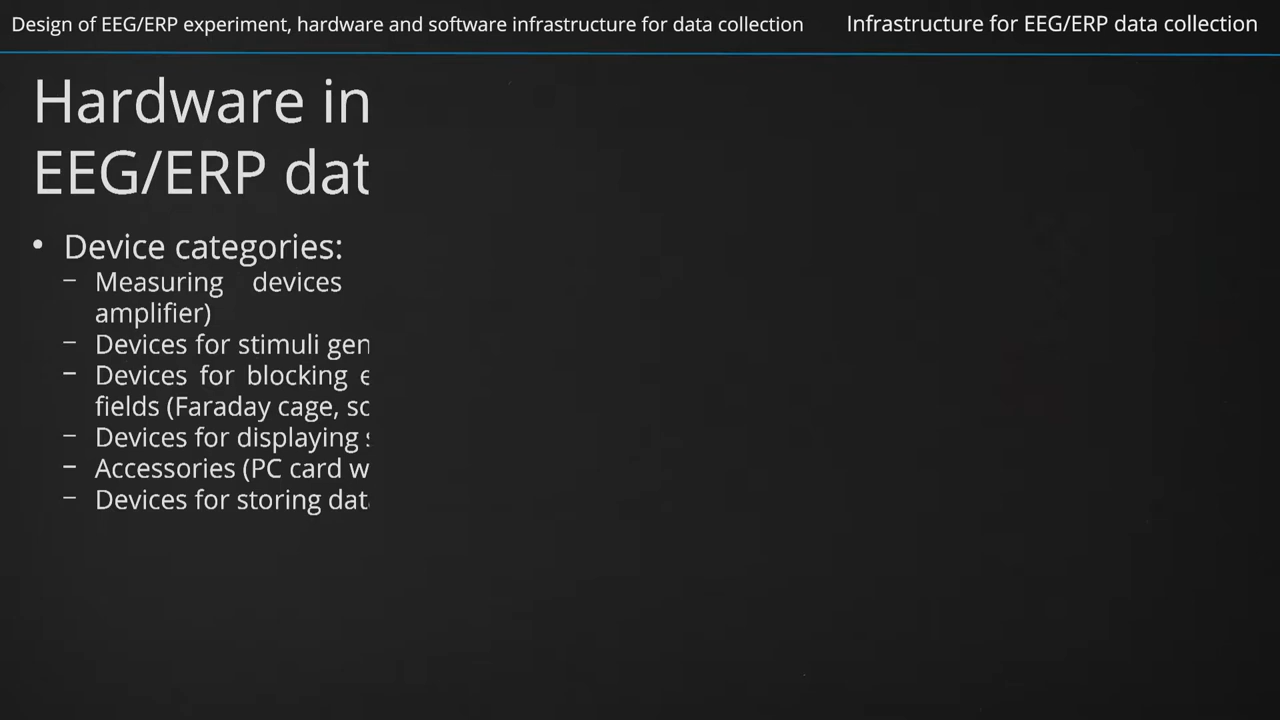 Design of EEG/ERP experiment, hardware and software infrastructure for data collection
Infrastructure for EEG/ERP data collection
Hardware in
EEG/ERP dat
• Device categories:
– Measuring devices
amplifier)
– Devices for stimuli gen
– Devices for blocking
fields (Faraday cage,
– Devices for displaying
– Accessories (PC card w
– Devices for storing dat